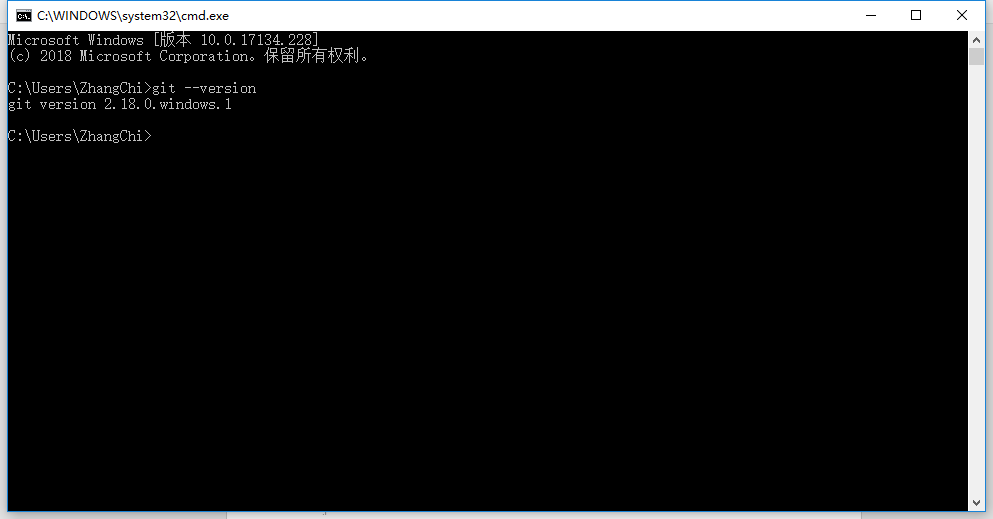 C:\WINDOWS\system32\cmd.exe
Microsoft Windows [版本 10.0.17134.228]
(c) 2018 Microsoft Corporation。保留所有权利。
C:\Users\ZhangChi>git --version
git version 2.18.0.windows.1
C:\Users\ZhangChi>